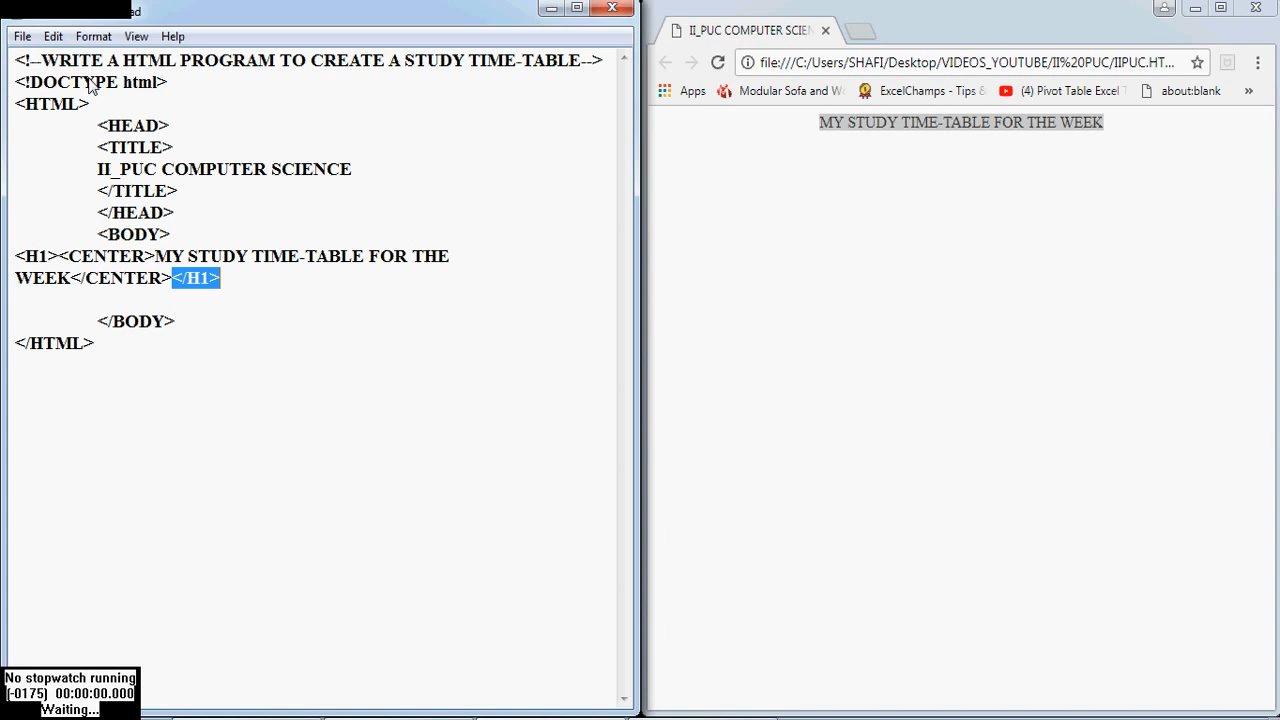 File Edit Format View Help
<!--WRITE A HTML PROGRAM TO CREATE A STUDY TIME-TABLE-->
<!DOCTYPE html>
<HTML>
<HEAD>
<TITLE>
II_PUC COMPUTER SCIENCE
</TITLE>
</HEAD>
<BODY>
<H1><CENTER>MY STUDY TIME-TABLE FOR THE
WEEK</CENTER></H1>
</BODY>
</HTML>
No stopwatch running
[-0175] 00:00:00.000
Waiting...
II_PUC COMPUTER SCIEN
file:///C:/Users/SHAFI/Desktop/VIDEOS_YOUTUBE/II%20PUC/IIPUC.HT...
Apps Modular Sofa and W ExcelChamps - Tips & (4) Pivot Table Excel about:blank »
MY STUDY TIME-TABLE FOR THE WEEK